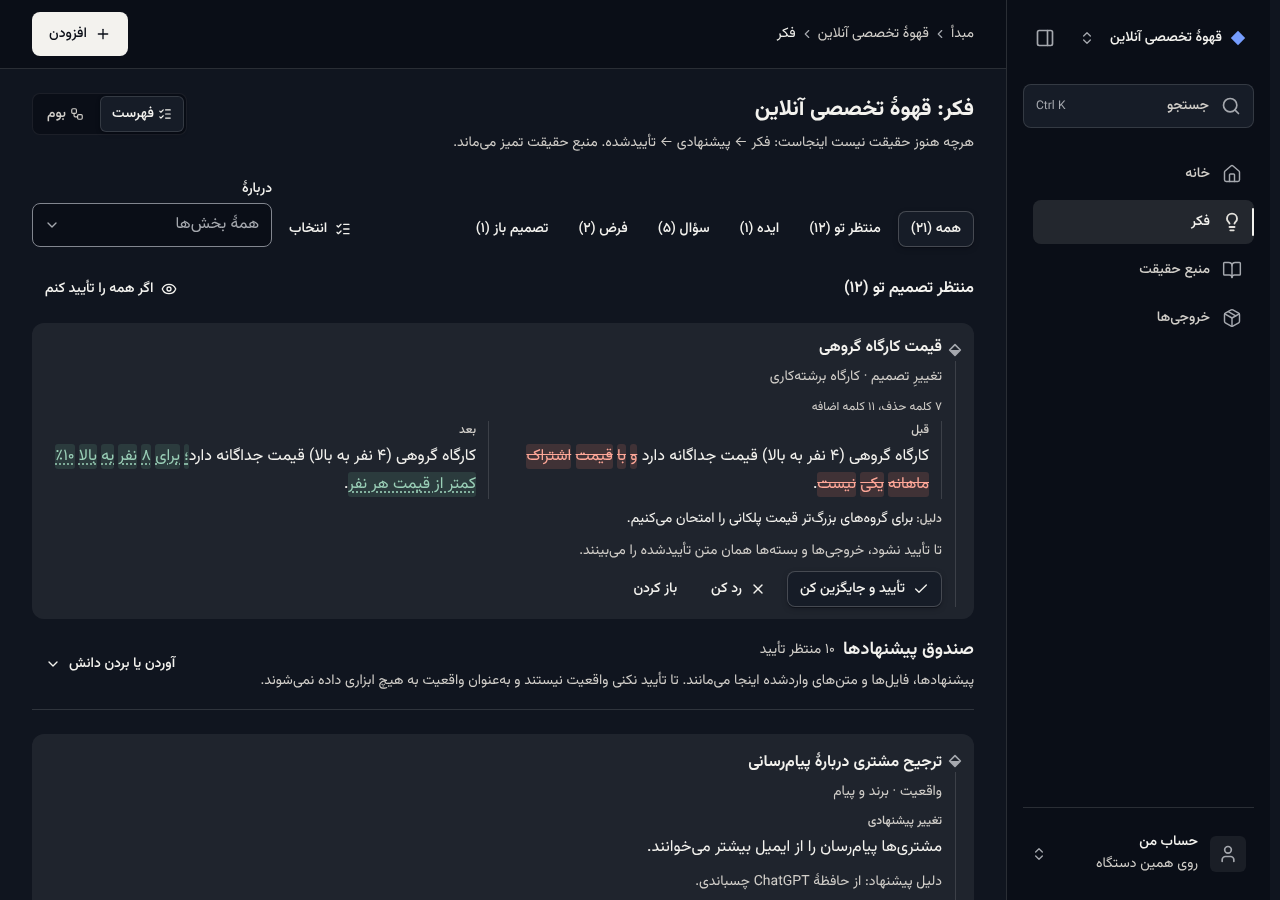 قهوهٔ تخصصی آنلاین
جستجو
Ctrl K
خانه
فکر
منبع حقیقت
خروجی‌ها
حساب من
روی همین دستگاه
مبدأ › قهوهٔ تخصصی آنلاین › فکر
افزودن +
فکر: قهوهٔ تخصصی آنلاین
هرچه هنوز حقیقت نیست اینجاست: فکر ← پیشنهادی ← تأییدشده. منبع حقیقت تمیز می‌ماند.
فهرست
بوم
همه (۲۱)
منتظر تو (۱۲)
ایده (۱)
سؤال (۵)
فرض (۲)
تصمیم باز (۱)
انتخاب
دربارهٔ
همهٔ بخش‌ها
منتظر تصمیم تو (۱۲)
اگر همه را تأیید کنم
قیمت کارگاه گروهی
تغییرِ تصمیم · کارگاه برشته‌کاری
۷ کلمه حذف، ۱۱ کلمه اضافه
قبل
کارگاه گروهی (۴ نفر به بالا) قیمت جداگانه دارد و با قیمت اشتراک
ماهانه یکی نیست.
بعد
کارگاه گروهی (۴ نفر به بالا) قیمت جداگانه دارد؛ برای ۸ نفر به بالا ۱۰٪
کمتر از قیمت هر نفر.
دلیل: برای گروه‌های بزرگ‌تر قیمت پلکانی را امتحان می‌کنیم.
تا تأیید نشود، خروجی‌ها و بسته‌ها همان متن تأییدشده را می‌بینند.
تأیید و جایگزین کن
رد کن
باز کردن
صندوق پیشنهادها ۱۰ منتظر تأیید
آوردن یا بردن دانش
پیشنهادها، فایل‌ها و متن‌های واردشده اینجا می‌مانند. تا تأیید نکنی واقعیت نیستند و به‌عنوان واقعیت به هیچ ابزاری داده نمی‌شوند.
ترجیح مشتری دربارهٔ پیام‌رسانی
واقعیت · برند و پیام
تغییر پیشنهادی
مشتری‌ها پیام‌رسان را از ایمیل بیشتر می‌خوانند.
دلیل پیشنهاد: از حافظهٔ ChatGPT چسباندی.